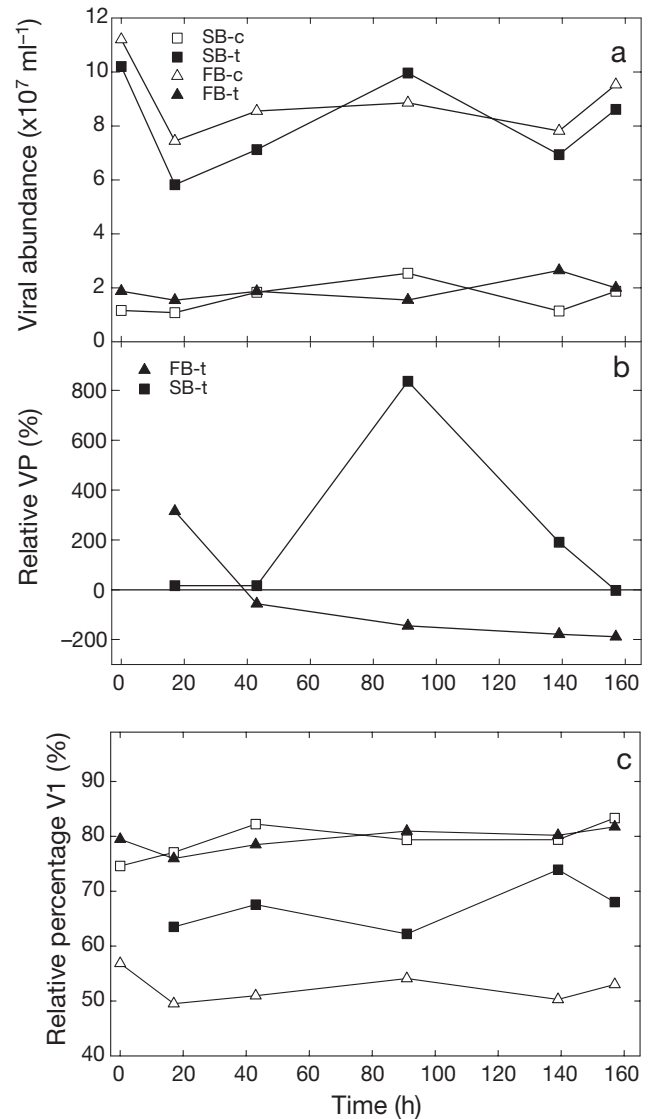 12
10
8
6
4
2
0
Viral abundance (x10⁷ ml⁻¹)
SB-c
SB-t
FB-c
FB-t
a
800
600
400
200
0
–200
Relative VP (%)
FB-t
SB-t
b
0 20 40 60 80 100 120 140 160
90
80
70
60
50
40
Relative percentage V1 (%)
c
0 20 40 60 80 100 120 140 160
Time (h)